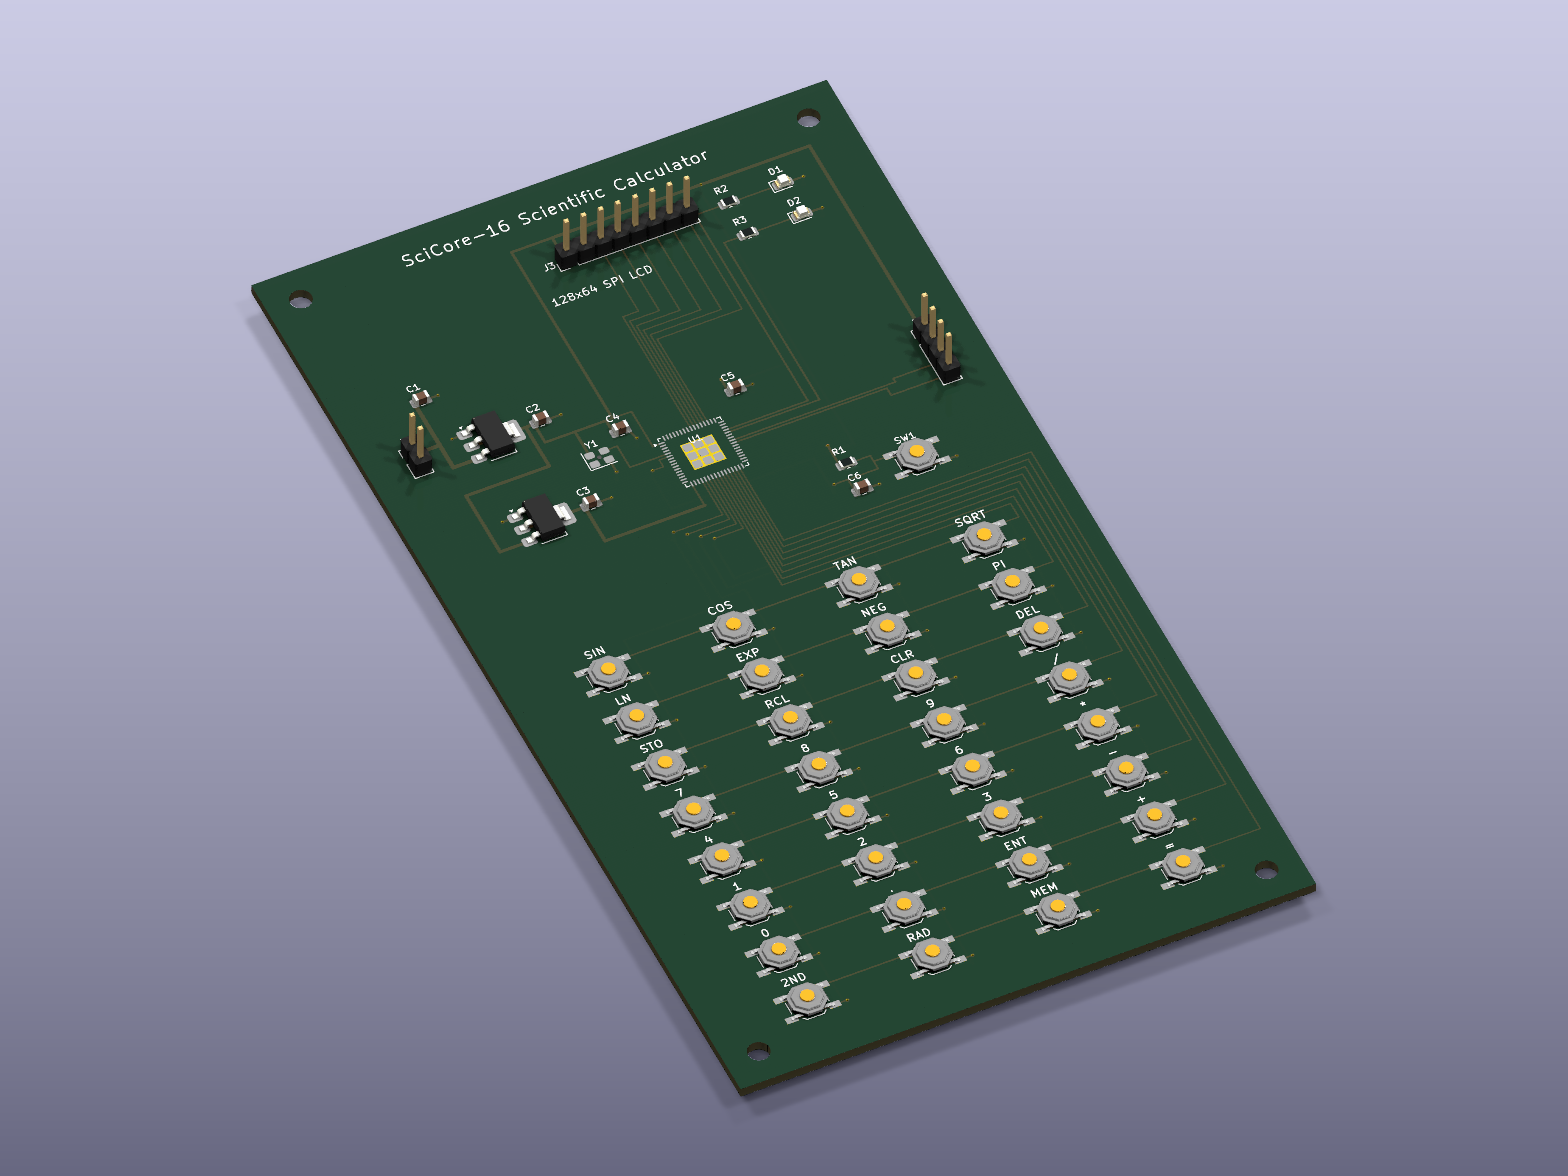 SciCore-16 Scientific Calculator
J3
128x64 SPI LCD
R2
D1
R3
D2
C1
C2
C4
C5
Y1
U1
C3
R1
C6
SW1
SIN
COS
TAN
SQRT
LN
EXP
NEG
PI
STO
RCL
CLR
DEL
7
8
9
/
4
5
6
*
1
2
3
-
0
.
ENT
+
2ND
RAD
MEM
=